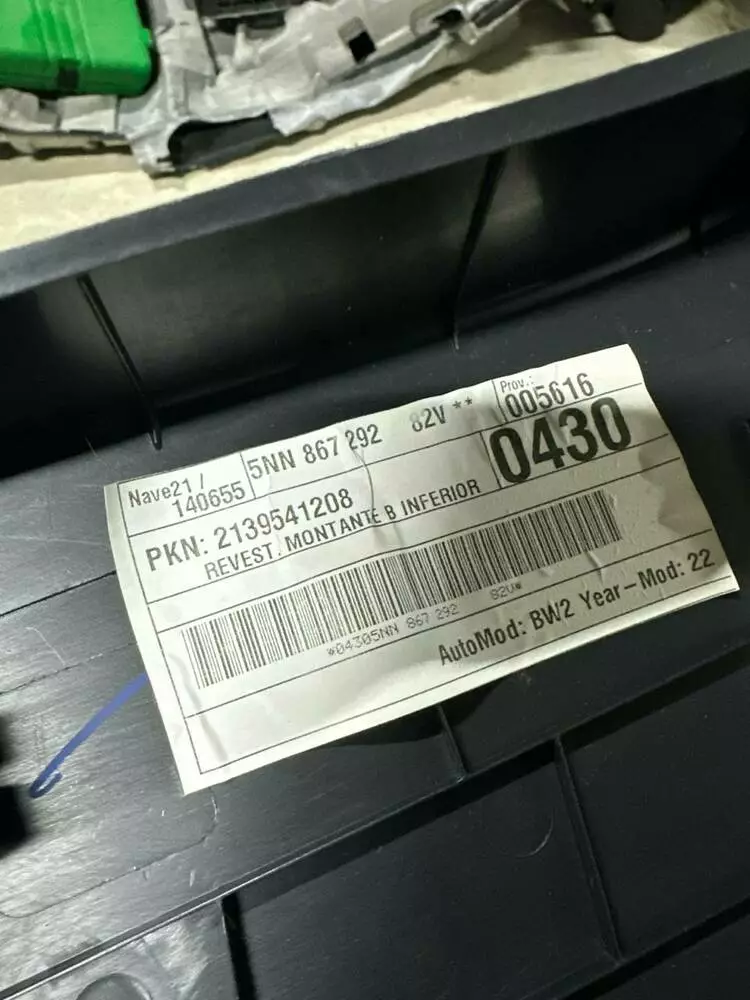 Nave21 /
140655
5NN 867 292 82V **
Prov.:
005616
0430
PKN: 2139541208
REVEST. MONTANTE B INFERIOR
*04305NN 867 292 82V*
AutoMod: BW2 Year-Mod: 22